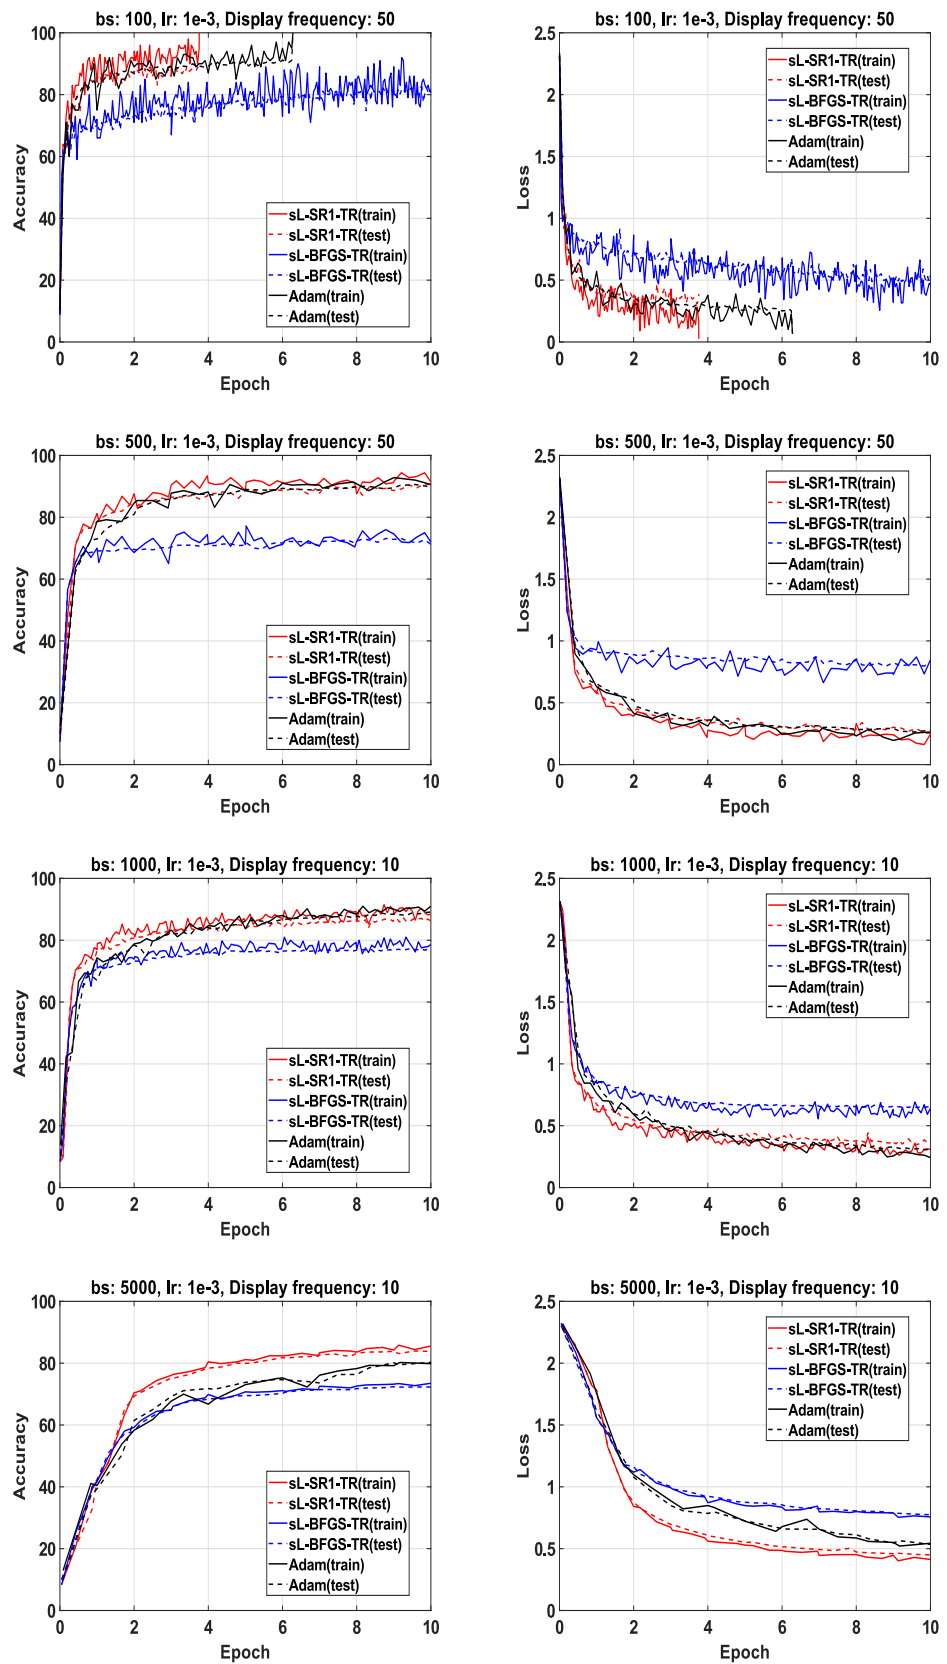 bs: 100, lr: 1e-3, Display frequency: 50
100
80
60
40
20
0
Accuracy
sL-SR1-TR(train)
sL-SR1-TR(test)
sL-BFGS-TR(train)
sL-BFGS-TR(test)
Adam(train)
Adam(test)
0 2 4 6 8 10
Epoch
bs: 100, lr: 1e-3, Display frequency: 50
2.5
2
1.5
1
0.5
0
Loss
sL-SR1-TR(train)
sL-SR1-TR(test)
sL-BFGS-TR(train)
sL-BFGS-TR(test)
Adam(train)
Adam(test)
0 2 4 6 8 10
Epoch
bs: 500, lr: 1e-3, Display frequency: 50
100
80
60
40
20
0
Accuracy
sL-SR1-TR(train)
sL-SR1-TR(test)
sL-BFGS-TR(train)
sL-BFGS-TR(test)
Adam(train)
Adam(test)
0 2 4 6 8 10
Epoch
bs: 500, lr: 1e-3, Display frequency: 50
2.5
2
1.5
1
0.5
0
Loss
sL-SR1-TR(train)
sL-SR1-TR(test)
sL-BFGS-TR(train)
sL-BFGS-TR(test)
Adam(train)
Adam(test)
0 2 4 6 8 10
Epoch
bs: 1000, lr: 1e-3, Display frequency: 10
100
80
60
40
20
0
Accuracy
sL-SR1-TR(train)
sL-SR1-TR(test)
sL-BFGS-TR(train)
sL-BFGS-TR(test)
Adam(train)
Adam(test)
0 2 4 6 8 10
Epoch
bs: 1000, lr: 1e-3, Display frequency: 10
2.5
2
1.5
1
0.5
0
Loss
sL-SR1-TR(train)
sL-SR1-TR(test)
sL-BFGS-TR(train)
sL-BFGS-TR(test)
Adam(train)
Adam(test)
0 2 4 6 8 10
Epoch
bs: 5000, lr: 1e-3, Display frequency: 10
100
80
60
40
20
0
Accuracy
sL-SR1-TR(train)
sL-SR1-TR(test)
sL-BFGS-TR(train)
sL-BFGS-TR(test)
Adam(train)
Adam(test)
0 2 4 6 8 10
Epoch
bs: 5000, lr: 1e-3, Display frequency: 10
2.5
2
1.5
1
0.5
0
Loss
sL-SR1-TR(train)
sL-SR1-TR(test)
sL-BFGS-TR(train)
sL-BFGS-TR(test)
Adam(train)
Adam(test)
0 2 4 6 8 10
Epoch